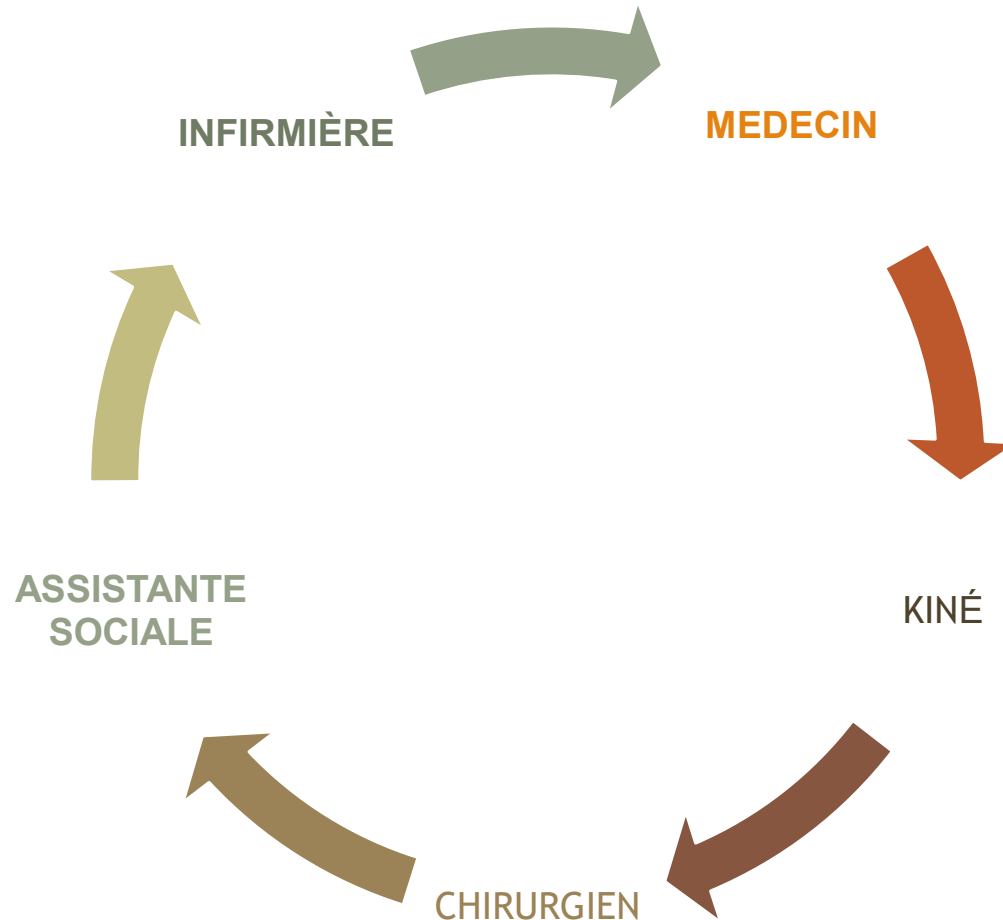 INFIRMIÈRE
MEDECIN
KINÉ
CHIRURGIEN
ASSISTANTE
SOCIALE